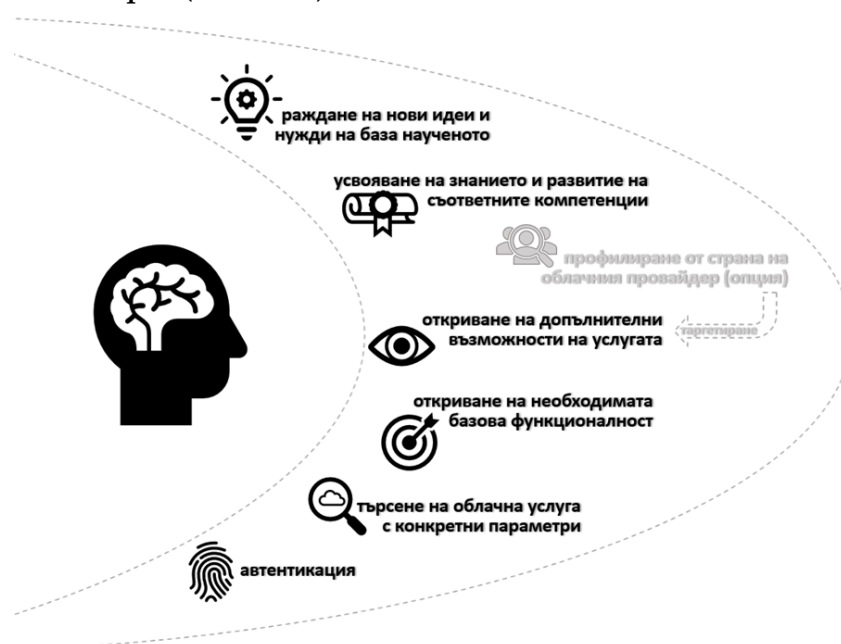 раждане на нови идеи и
нужди на база наученото
усвояване на знанието и развитие на
съответните компетенции
профилиране от страна на
облачния провайдер (опция)
откриване на допълнителни
възможности на услугата
таргетиране
откриване на необходимата
базова функционалност
търсене на облачна услуга
с конкретни параметри
автентикация